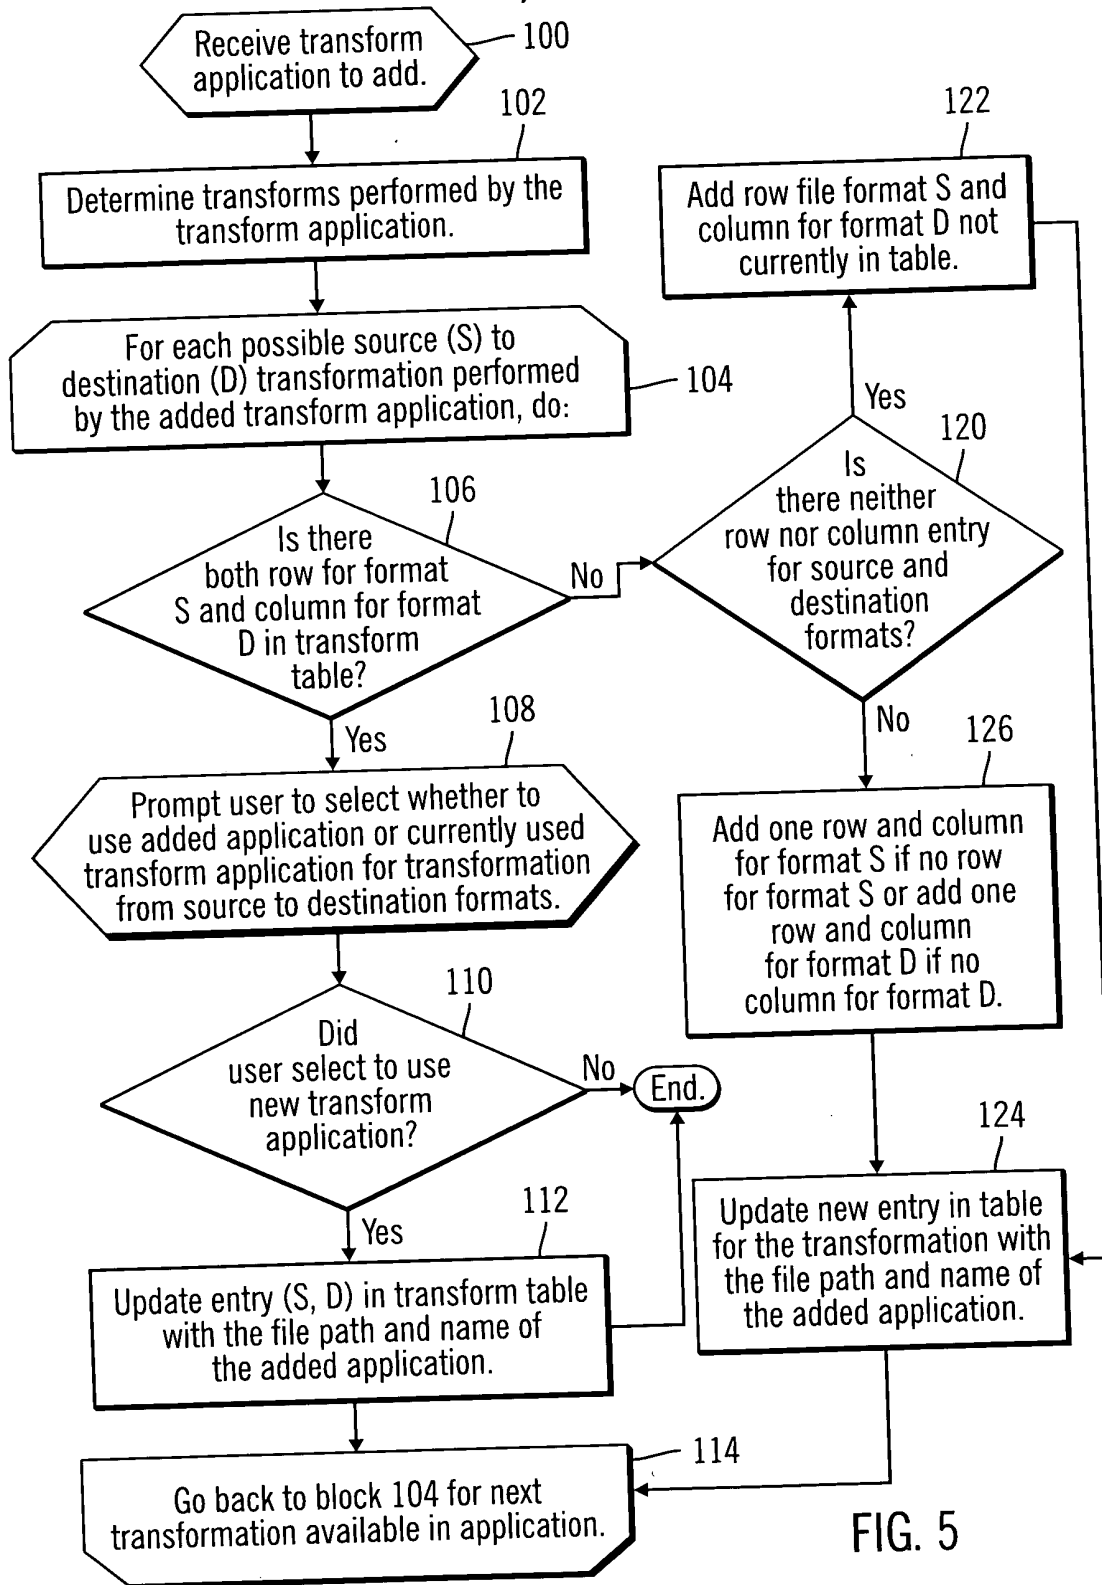 Receive transform
application to add.
100
102
Determine transforms performed by the
transform application.
For each possible source (S) to
destination (D) transformation performed
by the added transform application, do:
104
106
Is there
both row for format
S and column for format
D in transform
table?
No
Yes
108
Prompt user to select whether to
use added application or currently used
transform application for transformation
from source to destination formats.
110
Did
user select to use
new transform
application?
No
End.
Yes
112
Update entry (S, D) in transform table
with the file path and name of
the added application.
114
Go back to block 104 for next
transformation available in application.
122
Add row file format S and
column for format D not
currently in table.
Yes
120
Is
there neither
row nor column entry
for source and
destination
formats?
No
126
Add one row and column
for format S if no row
for format S or add one
row and column
for format D if no
column for format D.
124
Update new entry in table
for the transformation with
the file path and name of
the added application.
FIG. 5